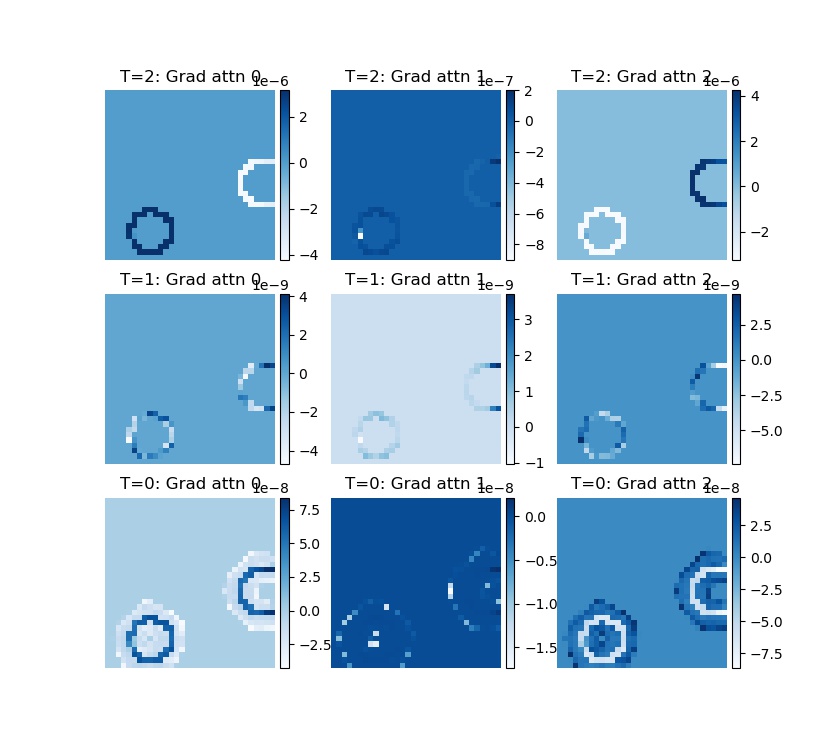 T=2: Grad attn 0
1e−6
T=2: Grad attn 1
1e−7
T=2: Grad attn 2
1e−6
2
0
−2
−4
2
0
−2
−4
−6
−8
4
2
0
−2
T=1: Grad attn 0
1e−9
T=1: Grad attn 1
1e−9
T=1: Grad attn 2
1e−9
4
2
0
−2
−4
3
2
1
0
−1
2.5
0.0
−2.5
−5.0
T=0: Grad attn 0
1e−8
T=0: Grad attn 1
1e−8
T=0: Grad attn 2
1e−8
7.5
5.0
2.5
0.0
−2.5
0.0
−0.5
−1.0
−1.5
2.5
0.0
−2.5
−5.0
−7.5